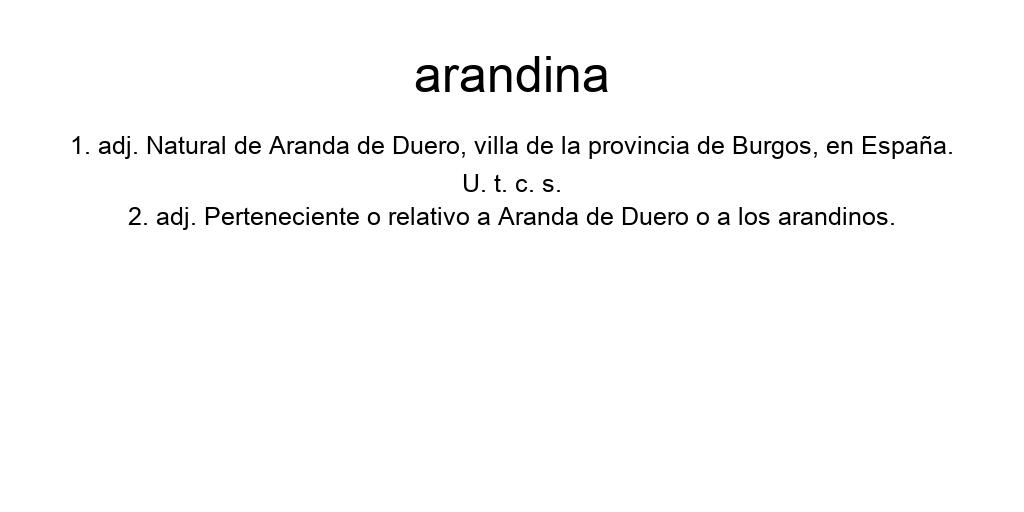 arandina
1. adj. Natural de Aranda de Duero, villa de la provincia de Burgos, en España.
U. t. c. s.
2. adj. Perteneciente o relativo a Aranda de Duero o a los arandinos.